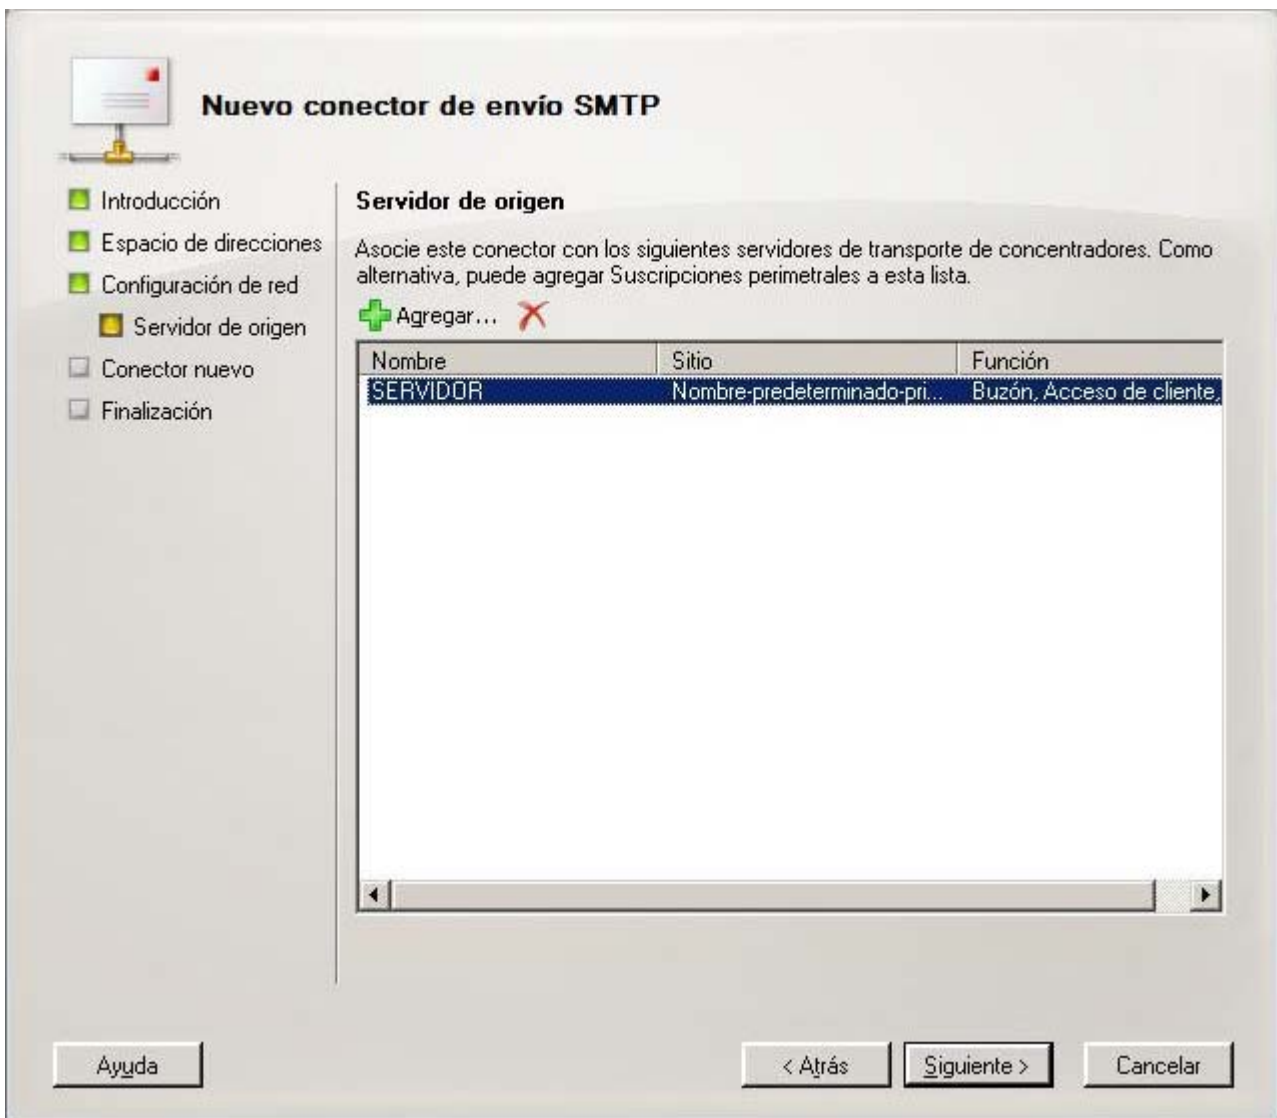 Nuevo conector de envío SMTP
Introducción
Espacio de direcciones
Configuración de red
Servidor de origen
Conector nuevo
Finalización
Servidor de origen
Asocie este conector con los siguientes servidores de transporte de concentradores. Como
alternativa, puede agregar Suscripciones perimetrales a esta lista.
Agregar...
Nombre Sitio Función
SERVIDOR Nombre-predeterminado-pri... Buzón, Acceso de cliente,
Ayuda < Atrás Siguiente > Cancelar